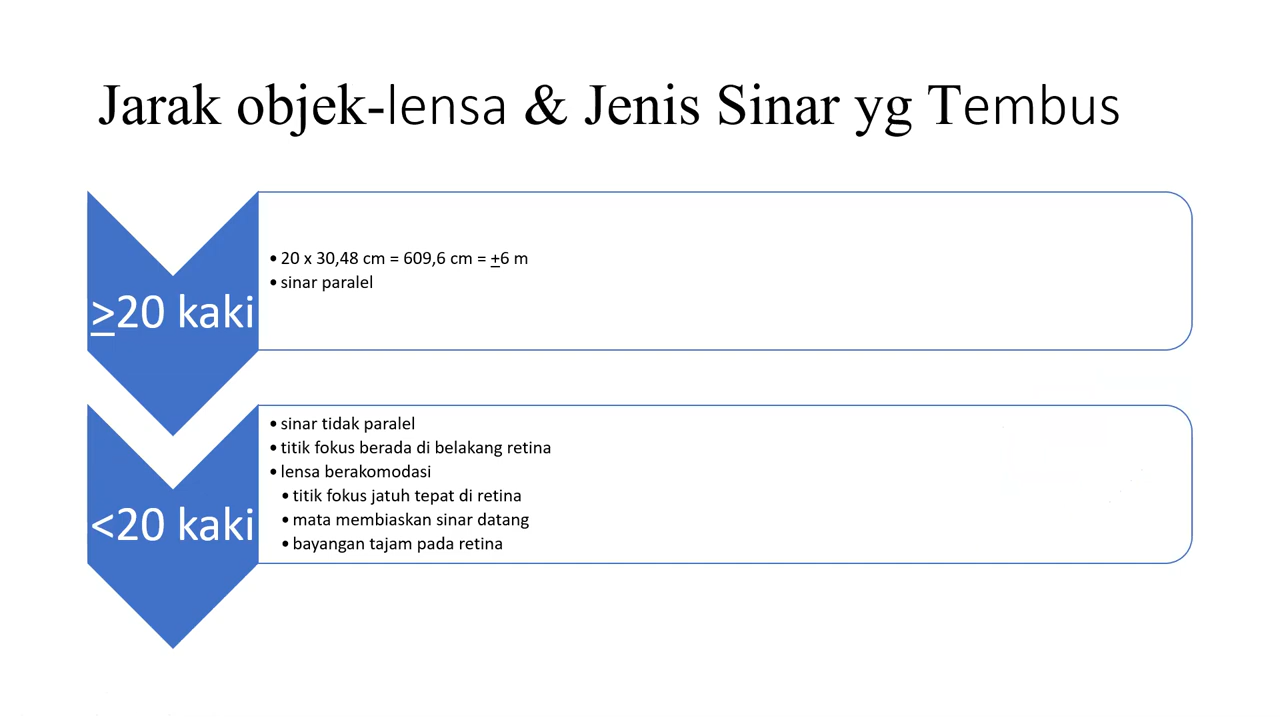 Jarak objek-lensa & Jenis Sinar yg Tembus
≥20 kaki
• 20 x 30,48 cm = 609,6 cm = ±6 m
• sinar paralel
<20 kaki
• sinar tidak paralel
• titik fokus berada di belakang retina
• lensa berakomodasi
• titik fokus jatuh tepat di retina
• mata membiaskan sinar datang
• bayangan tajam pada retina